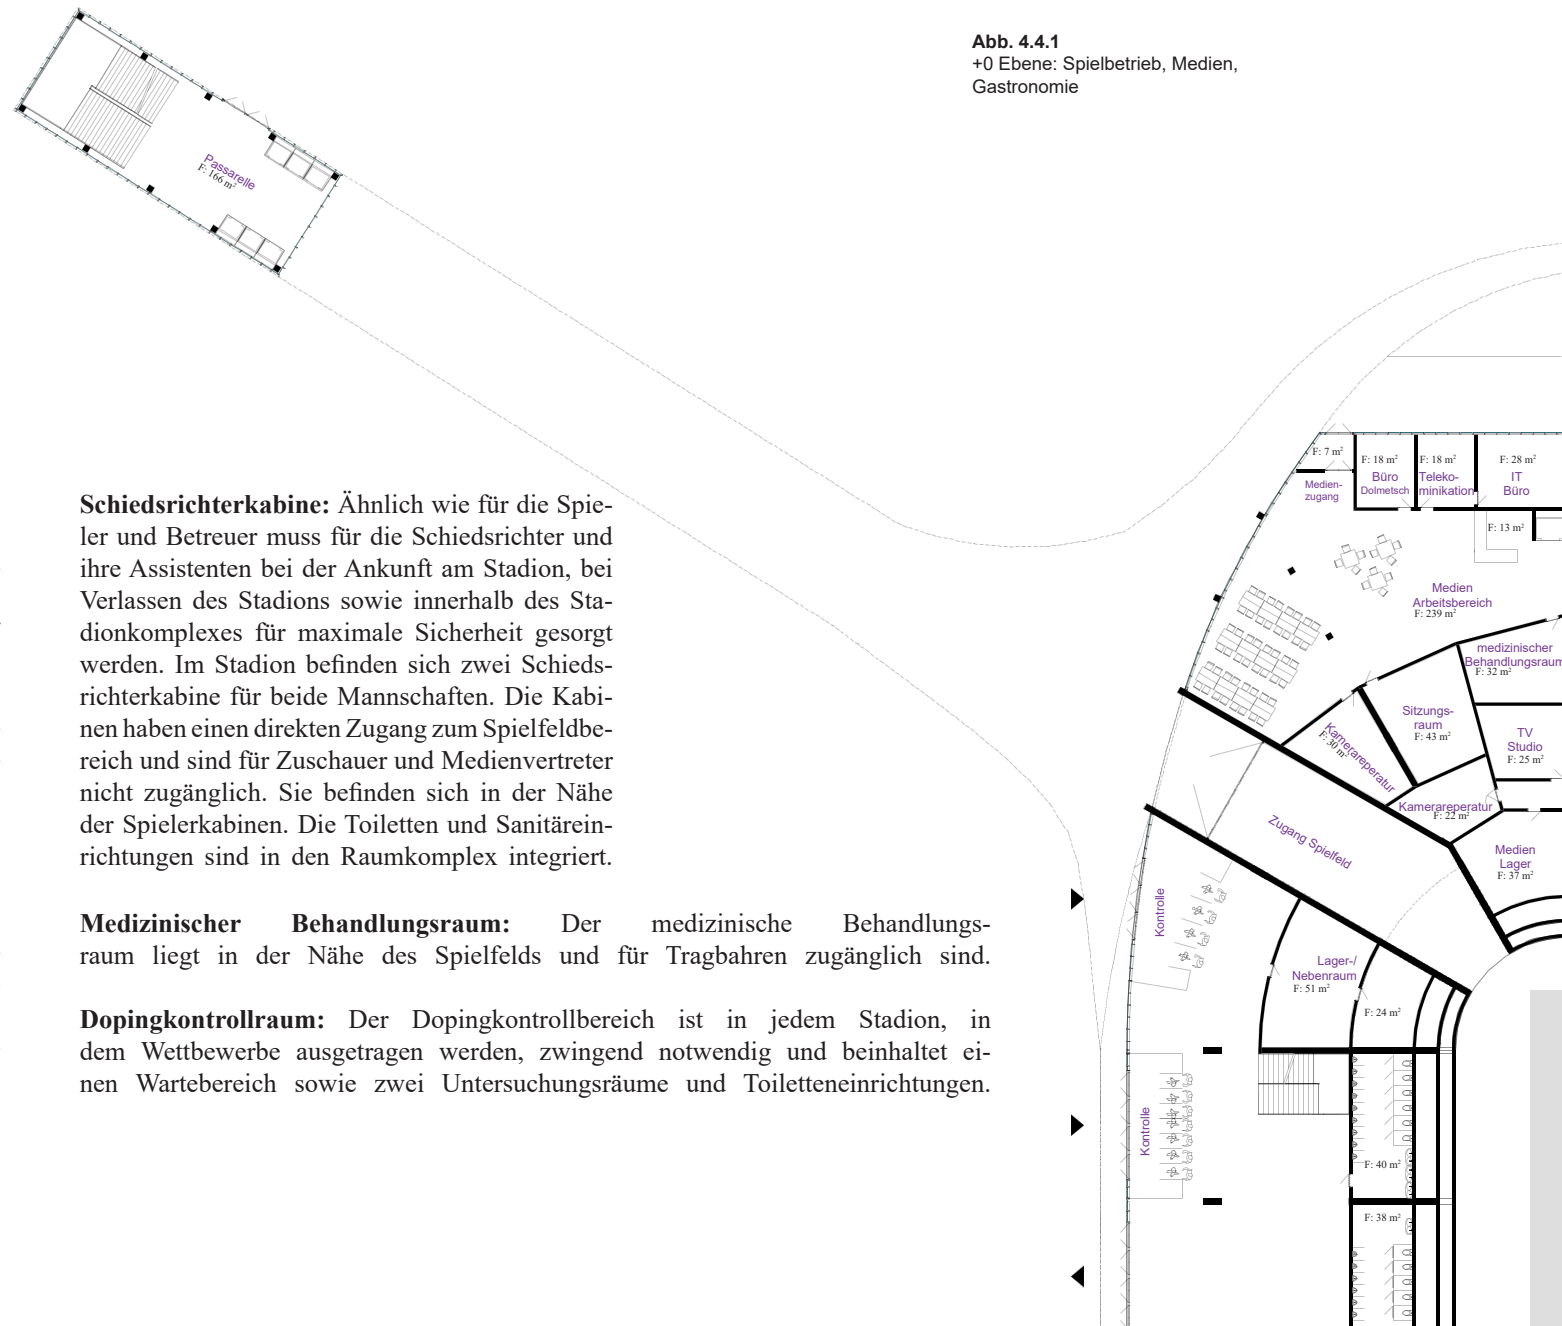 Abb. 4.4.1
+0 Ebene: Spielbetrieb, Medien,
Gastronomie
Passarelle
F: 166 m²
Schiedsrichterkabine: Ähnlich wie für die Spie-
ler und Betreuer muss für die Schiedsrichter und
ihre Assistenten bei der Ankunft am Stadion, bei
Verlassen des Stadions sowie innerhalb des Sta-
dionkomplexes für maximale Sicherheit gesorgt
werden. Im Stadion befinden sich zwei Schieds-
richterkabine für beide Mannschaften. Die Kabi-
nen haben einen direkten Zugang zum Spielfeldbe-
reich und sind für Zuschauer und Medienvertreter
nicht zugänglich. Sie befinden sich in der Nähe
der Spielerkabinen. Die Toiletten und Sanitärein-
richtungen sind in den Raumkomplex integriert.
Medizinischer Behandlungsraum: Der medizinische Behandlungs-
raum liegt in der Nähe des Spielfelds und für Tragbahren zugänglich sind.
Dopingkontrollraum: Der Dopingkontrollbereich ist in jedem Stadion, in
dem Wettbewerbe ausgetragen werden, zwingend notwendig und beinhaltet ei-
nen Wartebereich sowie zwei Untersuchungsräume und Toiletteneinrichtungen.
F: 7 m²
Medien-
zugang
F: 18 m²
Büro
Dolmetsch
F: 18 m²
Teleko-
minikation
F: 28 m²
IT
Büro
F: 13 m²
Medien
Arbeitsbereich
F: 239 m²
medizinischer
Behandlungsraum
F: 32 m²
Sitzungs-
raum
F: 43 m²
TV
Studio
F: 25 m²
Kamerareperatur
F: 30 m²
Kamerareperatur
F: 22 m²
Zugang Spielfeld
Medien
Lager
F: 37 m²
Kontrolle
Lager-/
Nebenraum
F: 51 m²
F: 24 m²
Kontrolle
F: 40 m²
F: 38 m²